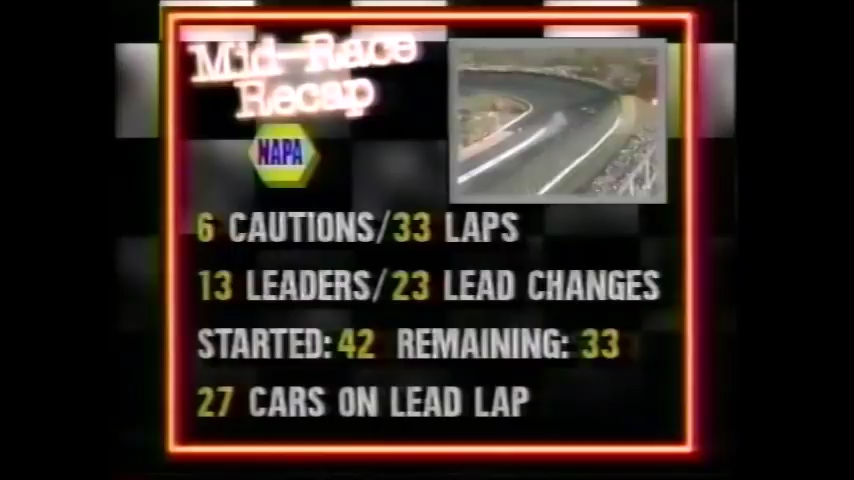 Mid-Race
Recap
NAPA
6 CAUTIONS/33 LAPS
13 LEADERS/23 LEAD CHANGES
STARTED: 42 REMAINING: 33
27 CARS ON LEAD LAP